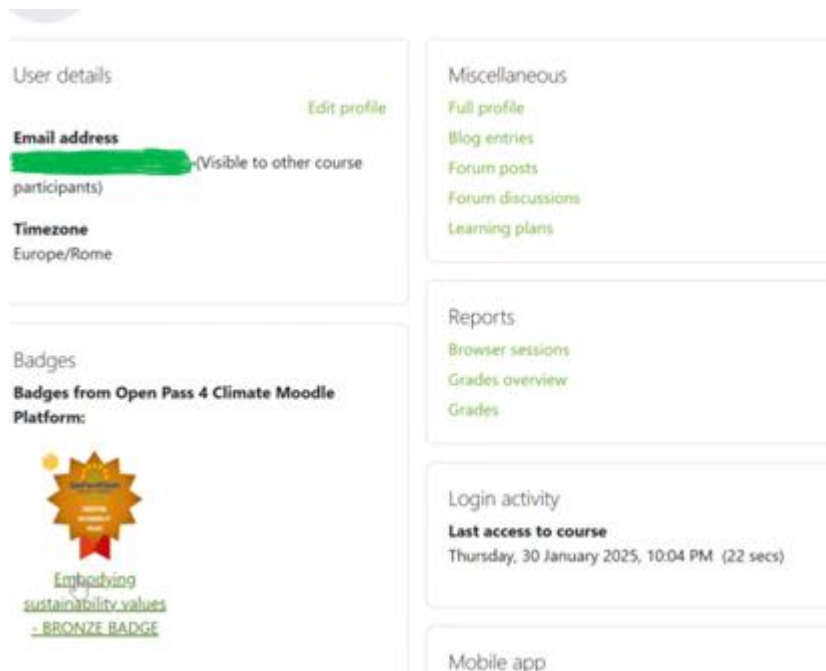 User details
Edit profile
Email address
(Visible to other course
participants)
Timezone
Europe/Rome
Badges
Badges from Open Pass 4 Climate Moodle
Platform:
Embodying
sustainability values
- BRONZE BADGE
Miscellaneous
Full profile
Blog entries
Forum posts
Forum discussions
Learning plans
Reports
Browser sessions
Grades overview
Grades
Login activity
Last access to course
Thursday, 30 January 2025, 10:04 PM (22 secs)
Mobile app